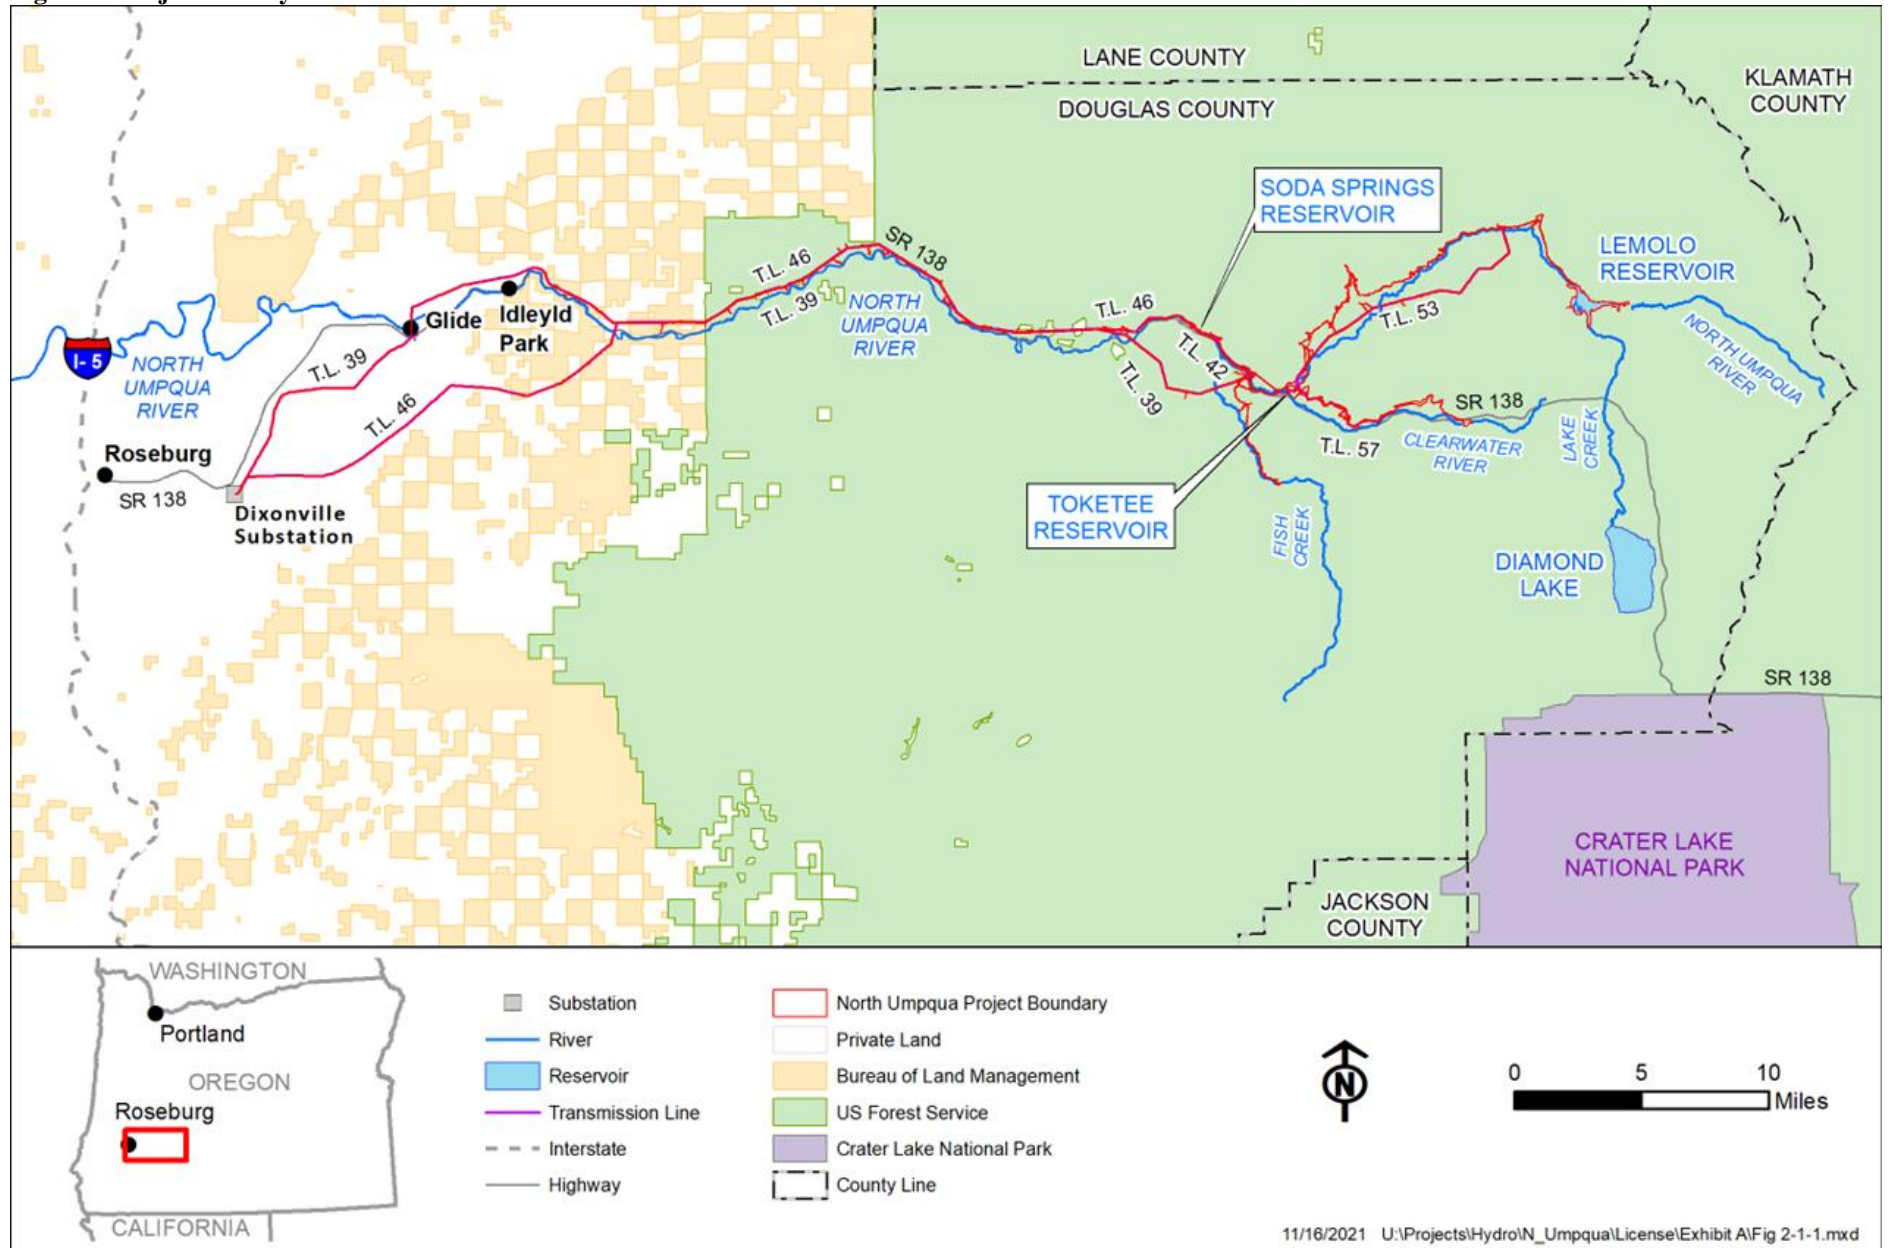 LANE COUNTY
DOUGLAS COUNTY
KLAMATH
COUNTY
SODA SPRINGS
RESERVOIR
LEMOLO
RESERVOIR
SR 138
T.L. 46
T.L. 39
NORTH
UMPQUA
RIVER
T.L. 46
T.L. 42
T.L. 39
T.L. 53
NORTH UMPQUA
RIVER
Glide
Idleyld
Park
I-5
NORTH
UMPQUA
RIVER
T.L. 39
T.L. 46
Roseburg
SR 138
Dixonville
Substation
SR 138
T.L. 57
CLEARWATER
RIVER
LAKE
CREEK
TOKETEE
RESERVOIR
FISH
CREEK
DIAMOND
LAKE
SR 138
CRATER LAKE
NATIONAL PARK
JACKSON
COUNTY
WASHINGTON
Portland
OREGON
Roseburg
CALIFORNIA
Substation
River
Reservoir
Transmission Line
Interstate
Highway
North Umpqua Project Boundary
Private Land
Bureau of Land Management
US Forest Service
Crater Lake National Park
County Line
N
0 5 10
Miles
11/16/2021 U:\Projects\Hydro\N_Umpqua\License\Exhibit A\Fig 2-1-1.mxd